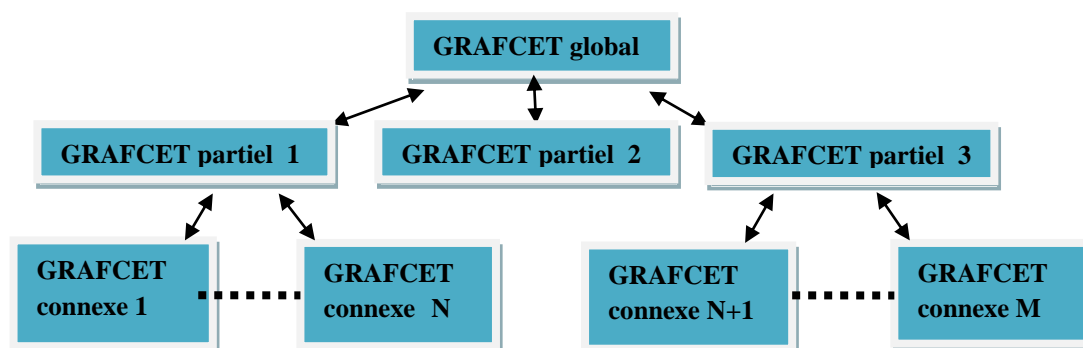 GRAFCET global
GRAFCET partiel 1
GRAFCET partiel 2
GRAFCET partiel 3
GRAFCET
connexe 1
GRAFCET
connexe N
GRAFCET
connexe N+1
GRAFCET
connexe M